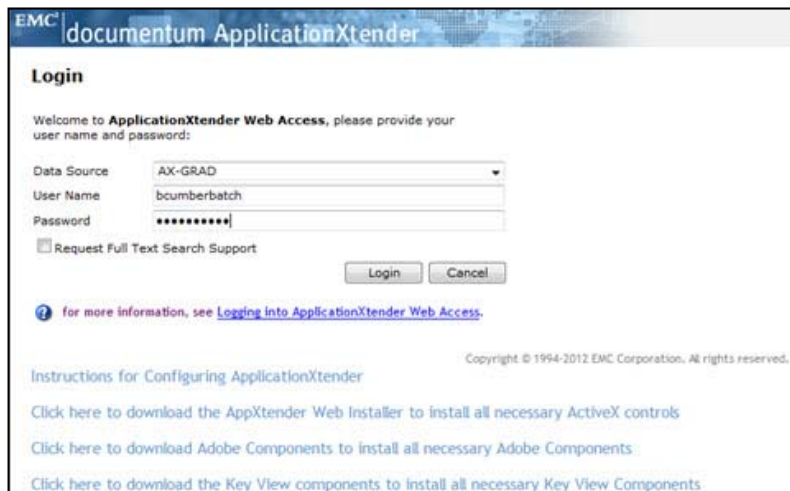 EMC²
documentum ApplicationXtender
Login
Welcome to ApplicationXtender Web Access, please provide your
user name and password:
Data Source AX-GRAD
User Name bcumberbatch
Password ••••••••••
Request Full Text Search Support
Login Cancel
? for more information, see Logging into ApplicationXtender Web Access.
Copyright © 1994-2012 EMC Corporation. All rights reserved.
Instructions for Configuring ApplicationXtender
Click here to download the AppXtender Web Installer to install all necessary ActiveX controls
Click here to download Adobe Components to install all necessary Adobe Components
Click here to download the Key View components to install all necessary Key View Components